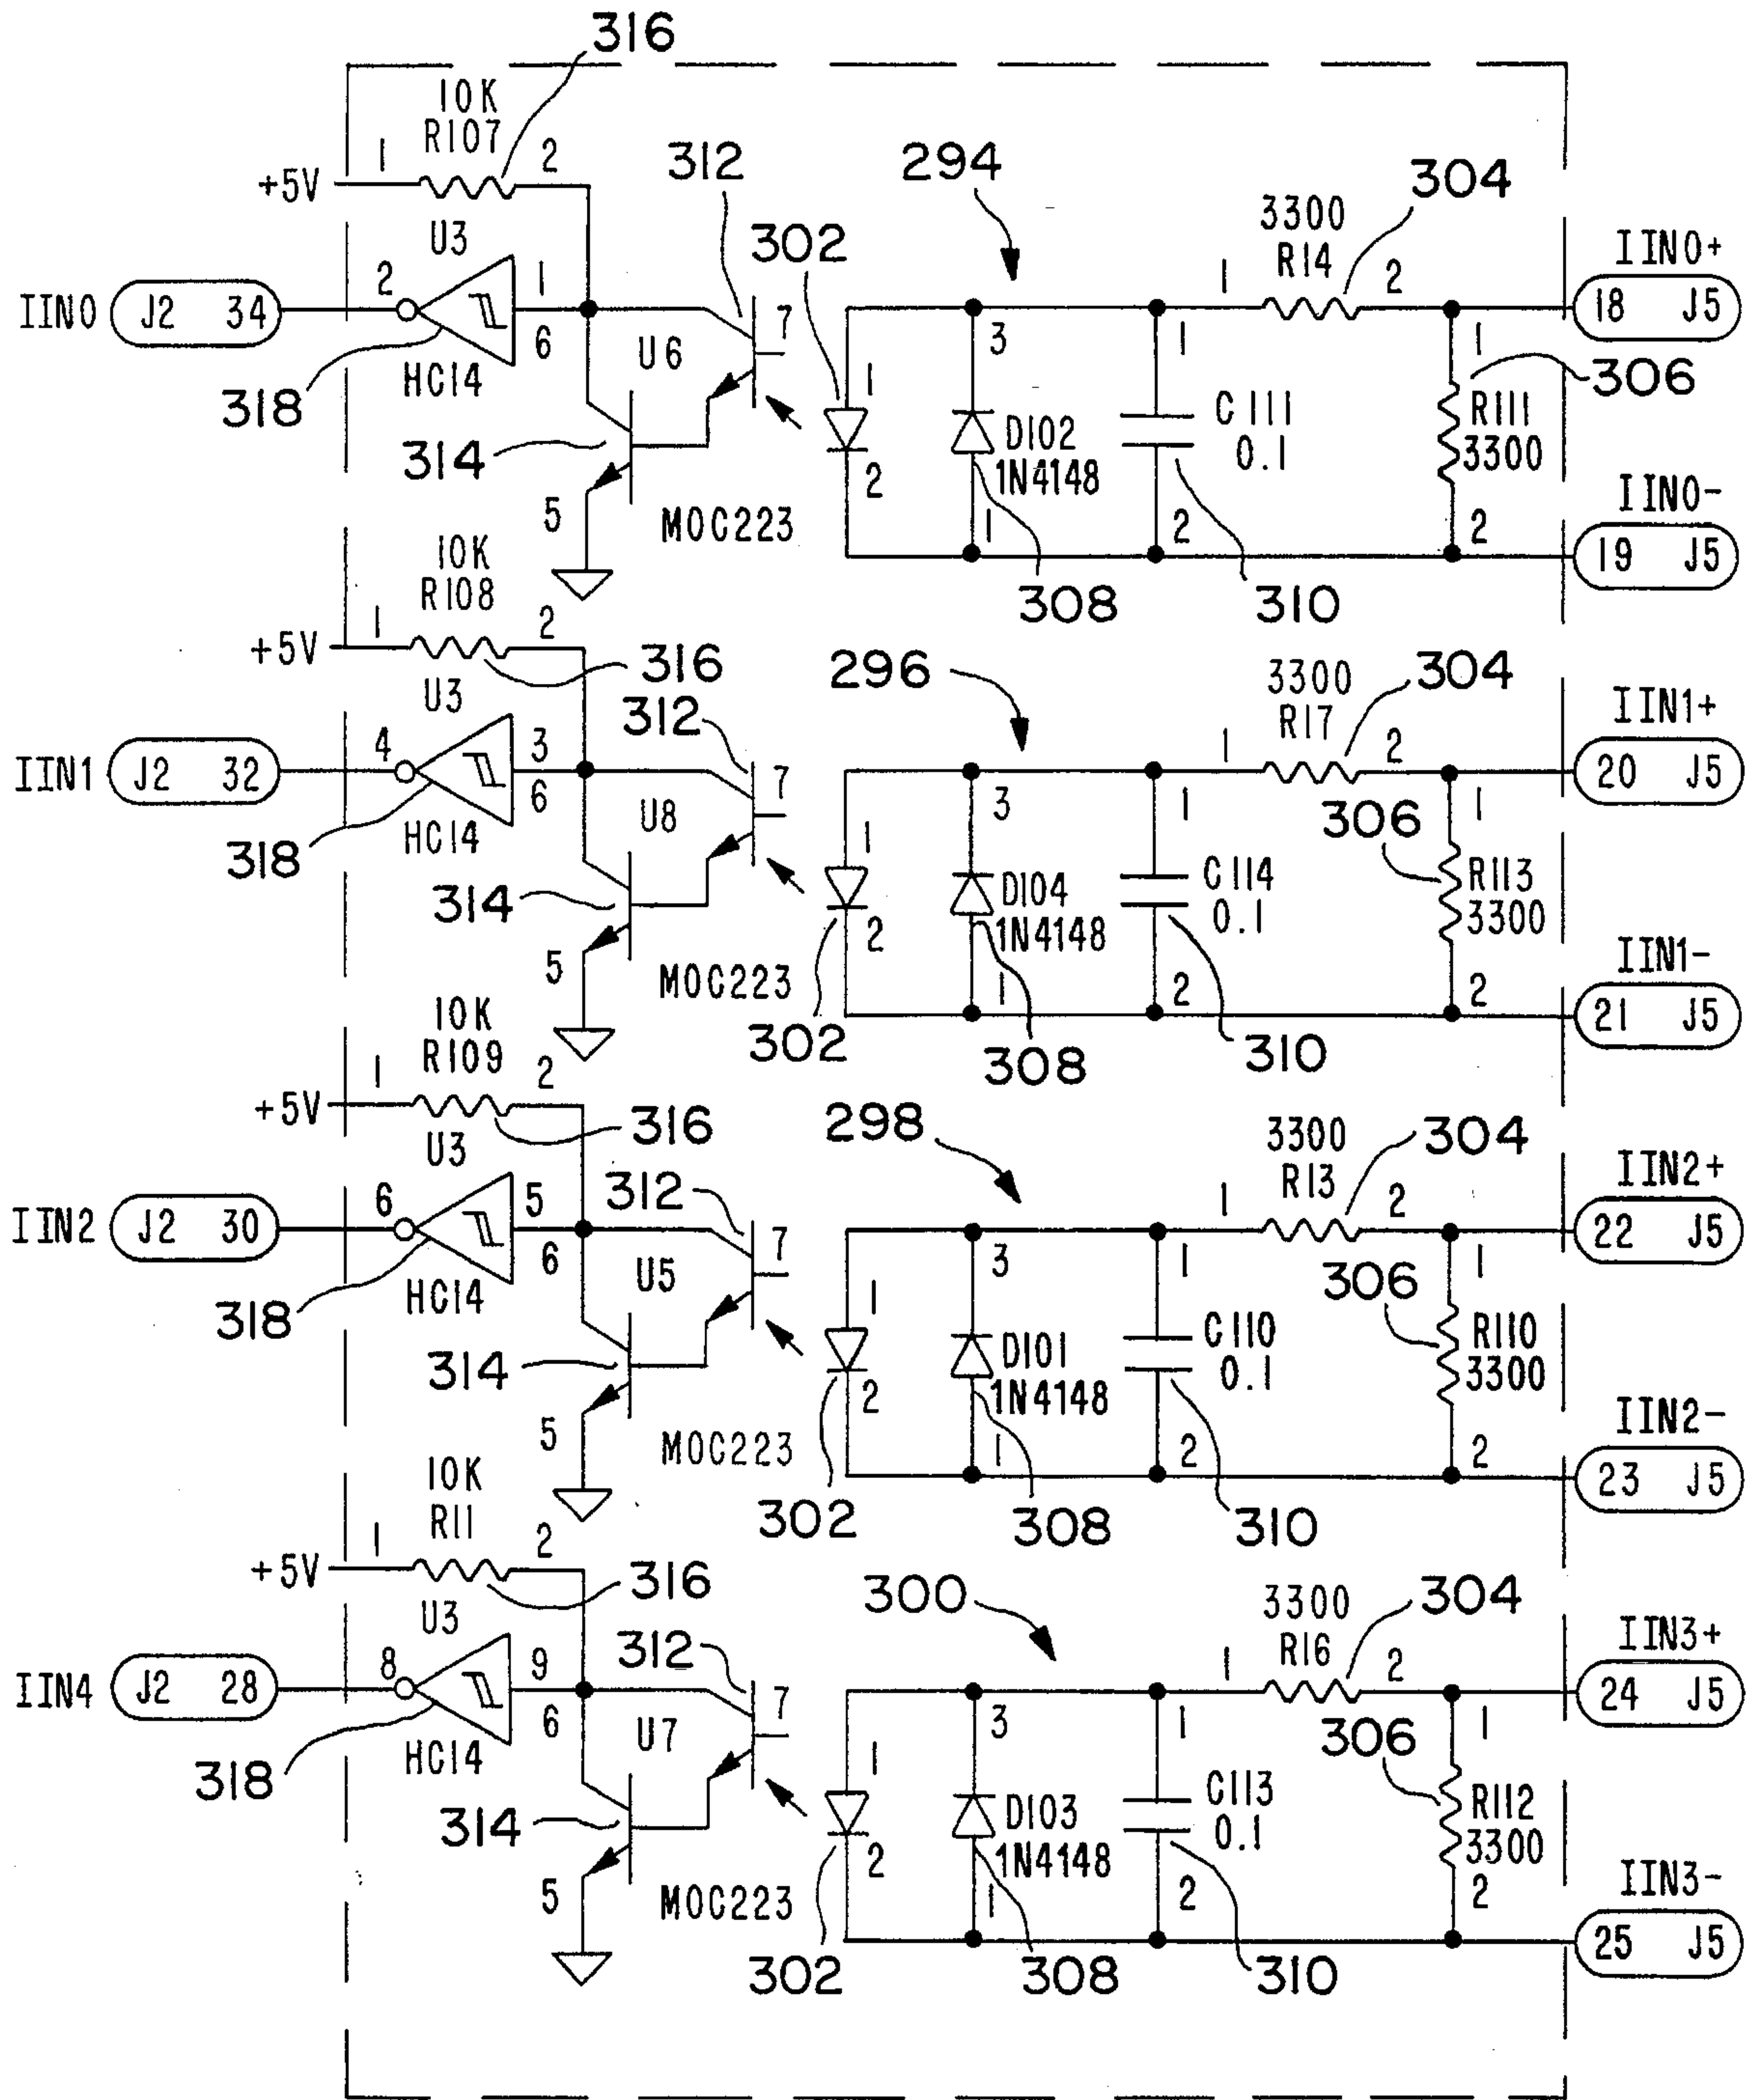 316
10K
R107
1 2
+5V
U3
312
294
304
302
3300
R14
IIN0+
IIN0 J2 34
2
1
6
U6
7
1 2
18 J5
318
HC14
314
1
2
3
D102
1N4148
1
C111
0.1
1
2
1
306
R111
3300
2
IIN0-
5
MOC223
19 J5
308
310
10K
R108
1 2
+5V
U3
316
312
296
304
3300
R17
IIN1+
IIN1 J2 32
4
3
6
U8
7
1 2
20 J5
318
HC14
314
1
2
3
D104
1N4148
1
C114
0.1
1
2
306
1
R113
3300
2
IIN1-
5
MOC223
21 J5
302
308
310
10K
R109
1 2
+5V
U3
316
312
298
304
3300
R13
IIN2+
IIN2 J2 30
6
5
6
U5
7
1 2
22 J5
318
HC14
314
1
2
3
D101
1N4148
1
C110
0.1
1
2
306
1
R110
3300
2
IIN2-
5
MOC223
23 J5
302
308
310
10K
R11
1 2
+5V
U3
316
312
300
304
3300
R16
IIN3+
IIN4 J2 28
8
9
6
U7
7
1 2
24 J5
318
HC14
314
1
2
3
D103
1N4148
1
C113
0.1
1
2
306
1
R112
3300
2
IIN3-
5
MOC223
25 J5
302
308
310